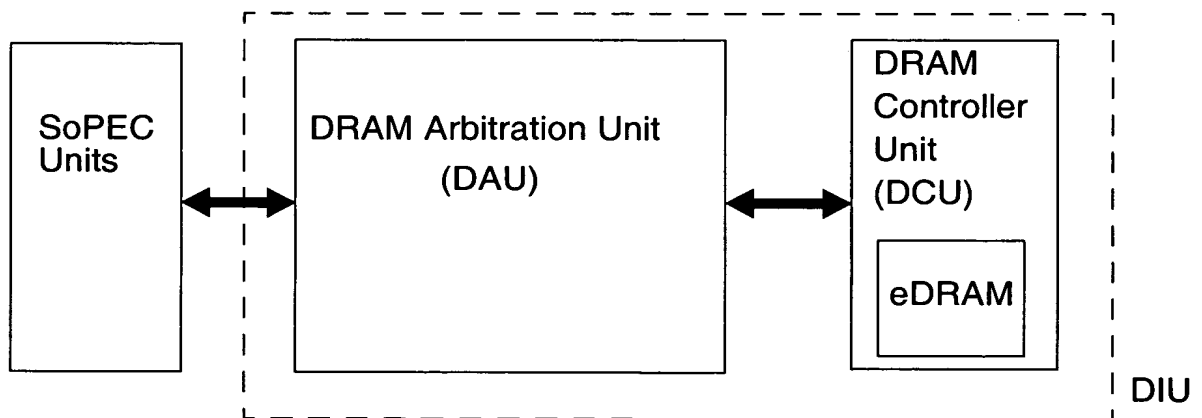 SoPEC
Units
DRAM Arbitration Unit
(DAU)
DRAM
Controller
Unit
(DCU)
eDRAM
DIU